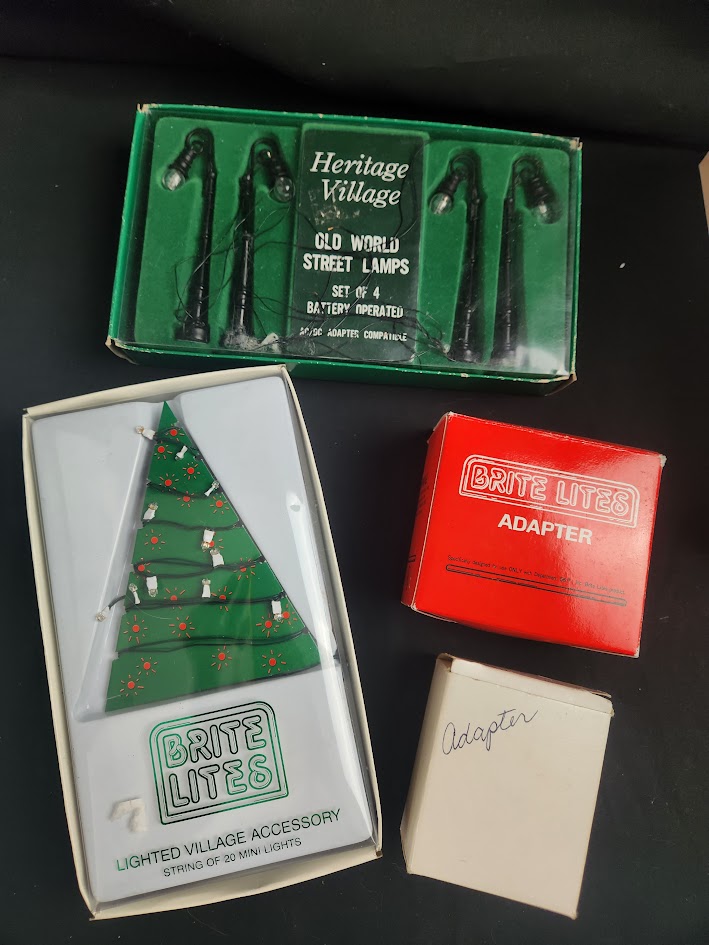 Heritage
Village
OLD WORLD
STREET LAMPS
SET OF 4
BATTERY OPERATED
AC/DC ADAPTER COMPATIBLE
BRITE LITES
ADAPTER
Adapter
BRITE
LITES
LIGHTED VILLAGE ACCESSORY
STRING OF 20 MINI LIGHTS